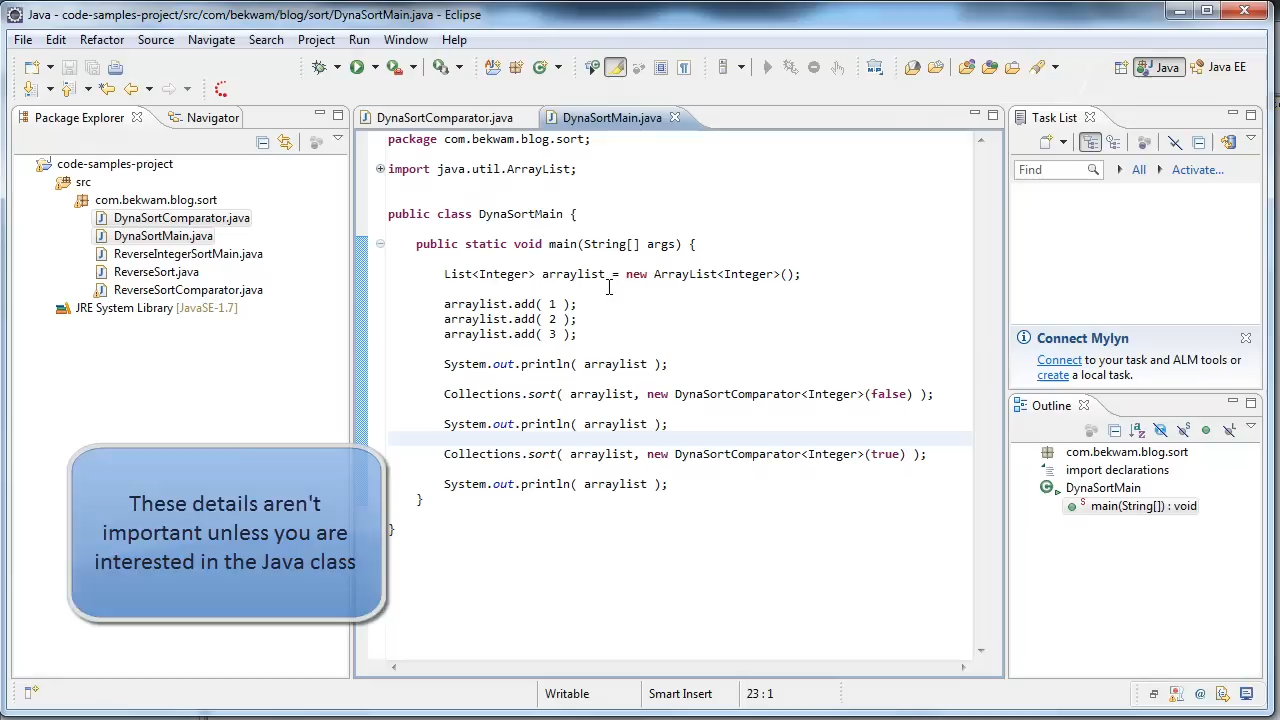 Java - code-samples-project/src/com/bekwam/blog/sort/DynaSortMain.java - Eclipse
File Edit Refactor Source Navigate Search Project Run Window Help
Java Java EE
Package Explorer Navigator
code-samples-project
src
com.bekwam.blog.sort
DynaSortComparator.java
DynaSortMain.java
ReverseIntegerSortMain.java
ReverseSort.java
ReverseSortComparator.java
JRE System Library [JavaSE-1.7]
These details aren't
important unless you are
interested in the Java class
DynaSortComparator.java DynaSortMain.java
package com.bekwam.blog.sort;
import java.util.ArrayList;
public class DynaSortMain {
public static void main(String[] args) {
List<Integer> arraylist = new ArrayList<Integer>();
arraylist.add( 1 );
arraylist.add( 2 );
arraylist.add( 3 );
System.out.println( arraylist );
Collections.sort( arraylist, new DynaSortComparator<Integer>(false) );
System.out.println( arraylist );
Collections.sort( arraylist, new DynaSortComparator<Integer>(true) );
System.out.println( arraylist );
}
}
Task List
Find All Activate...
Connect Mylyn
Connect to your task and ALM tools or
create a local task.
Outline
com.bekwam.blog.sort
import declarations
DynaSortMain
main(String[]) : void
Writable Smart Insert 23 : 1